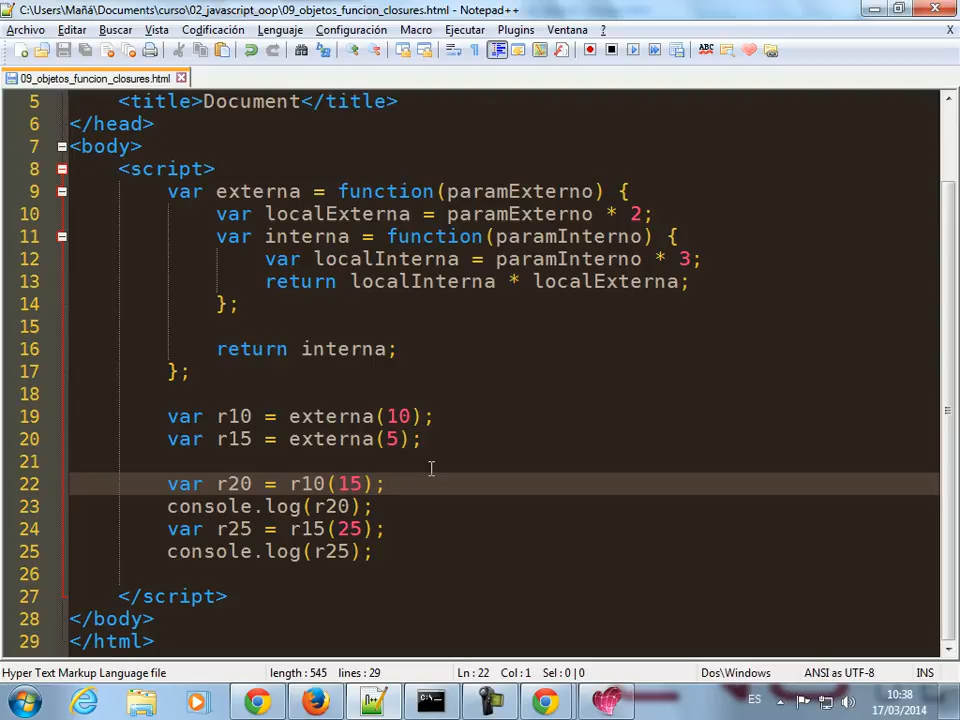 C:\Users\Mañá\Documents\curso\02_javascript_oop\09_objetos_funcion_closures.html - Notepad++
Archivo Editar Buscar Vista Codificación Lenguaje Configuración Macro Ejecutar Plugins Ventana ? X
09_objetos_funcion_closures.html
5 <title>Document</title>
6 </head>
7 <body>
8 <script>
9 var externa = function(paramExterno) {
10 var localExterna = paramExterno * 2;
11 var interna = function(paramInterno) {
12 var localInterna = paramInterno * 3;
13 return localInterna * localExterna;
14 };
15
16 return interna;
17 };
18
19 var r10 = externa(10);
20 var r15 = externa(5);
21
22 var r20 = r10(15);
23 console.log(r20);
24 var r25 = r15(25);
25 console.log(r25);
26
27 </script>
28 </body>
29 </html>
Hyper Text Markup Language file length : 545 lines : 29 Ln : 22 Col : 1 Sel : 0 | 0 Dos\Windows ANSI as UTF-8 INS
ES 10:38
17/03/2014